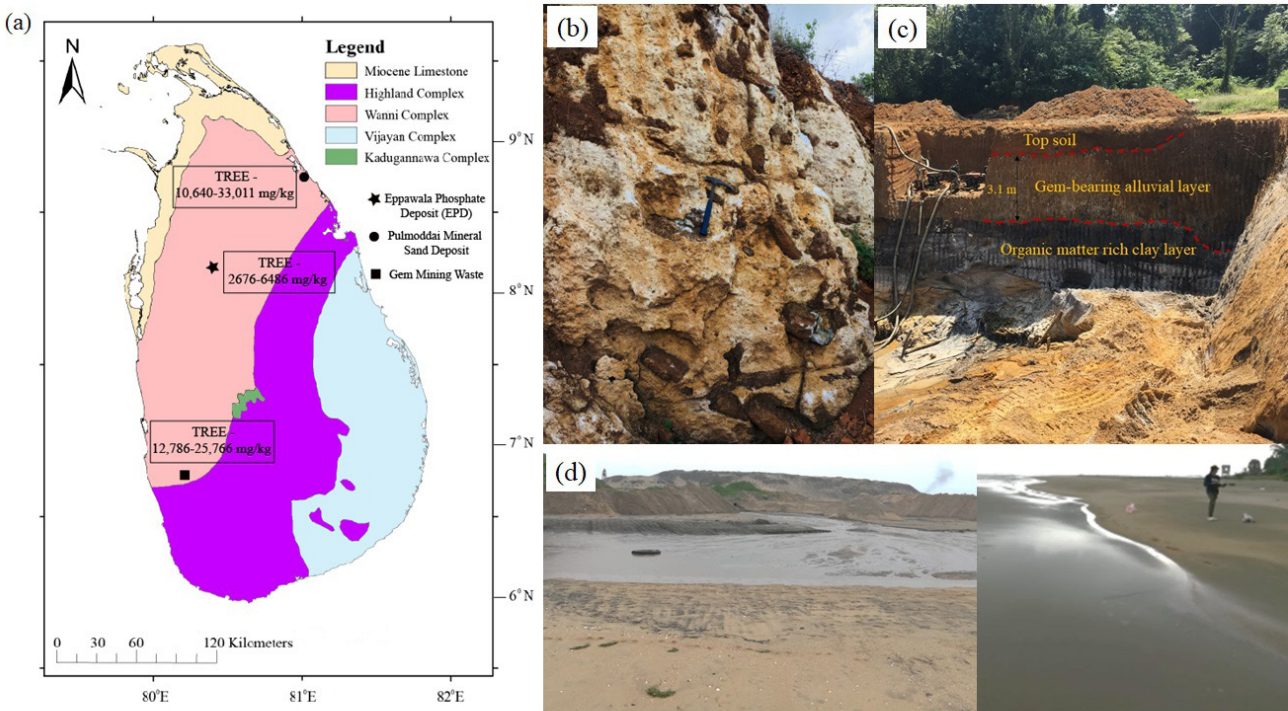 (a)
N
Legend
Miocene Limestone
Highland Complex
Wanni Complex
Vijayan Complex
Kadugannawa Complex
Eppawala Phosphate
Deposit (EPD)
Pulmoddai Mineral
Sand Deposit
Gem Mining Waste
TREE -
10,640-33,011 mg/kg
TREE -
2676-6486 mg/kg
TREE -
12,786-25,766 mg/kg
9°N
8°N
7°N
6°N
0 30 60 120 Kilometers
80°E 81°E 82°E
(b)
(c)
Top soil
3.1 m
Gem-bearing alluvial layer
Organic matter rich clay layer
(d)